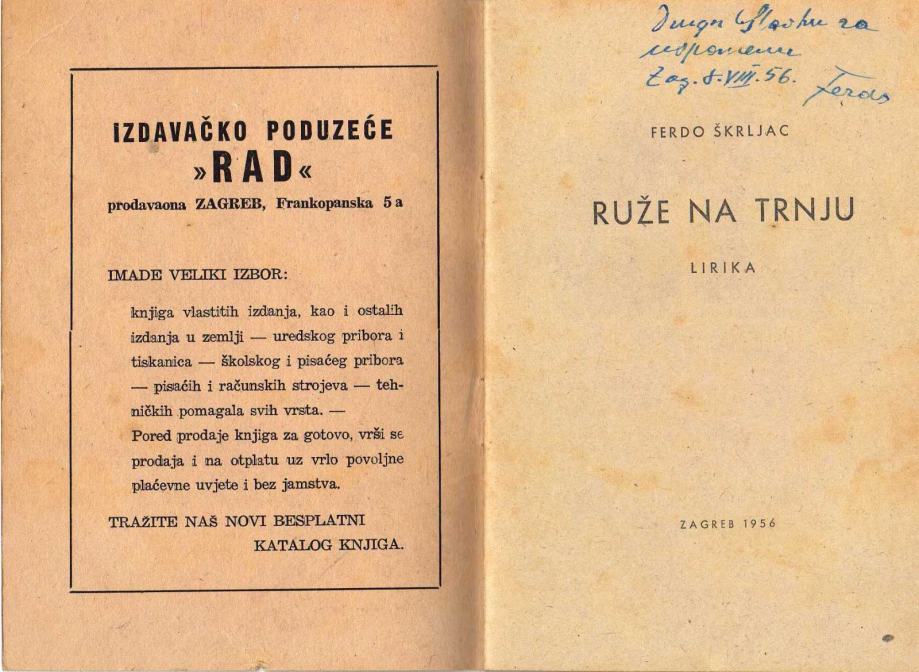 IZDAVAČKO PODUZEĆE
»RAD«
prodavaona ZAGREB, Frankopanska 5 a
IMADE VELIKI IZBOR:
knjiga vlastitih izdanja, kao i ostalih
izdanja u zemlji — uredskog pribora i
tiskanica — školskog i pisaćeg pribora
— pisaćih i računskih strojeva — teh-
ničkih pomagala svih vrsta. —
Pored prodaje knjiga za gotovo, vrši se
prodaja i na otplatu uz vrlo povoljne
plaćevne uvjete i bez jamstva.
TRAŽITE NAŠ NOVI BESPLATNI
KATALOG KNJIGA.
za
uspomenu
Zag. 8.VIII.56. Ferdo
FERDO ŠKRLJAC
RUŽE NA TRNJU
LIRIKA
ZAGREB 1956